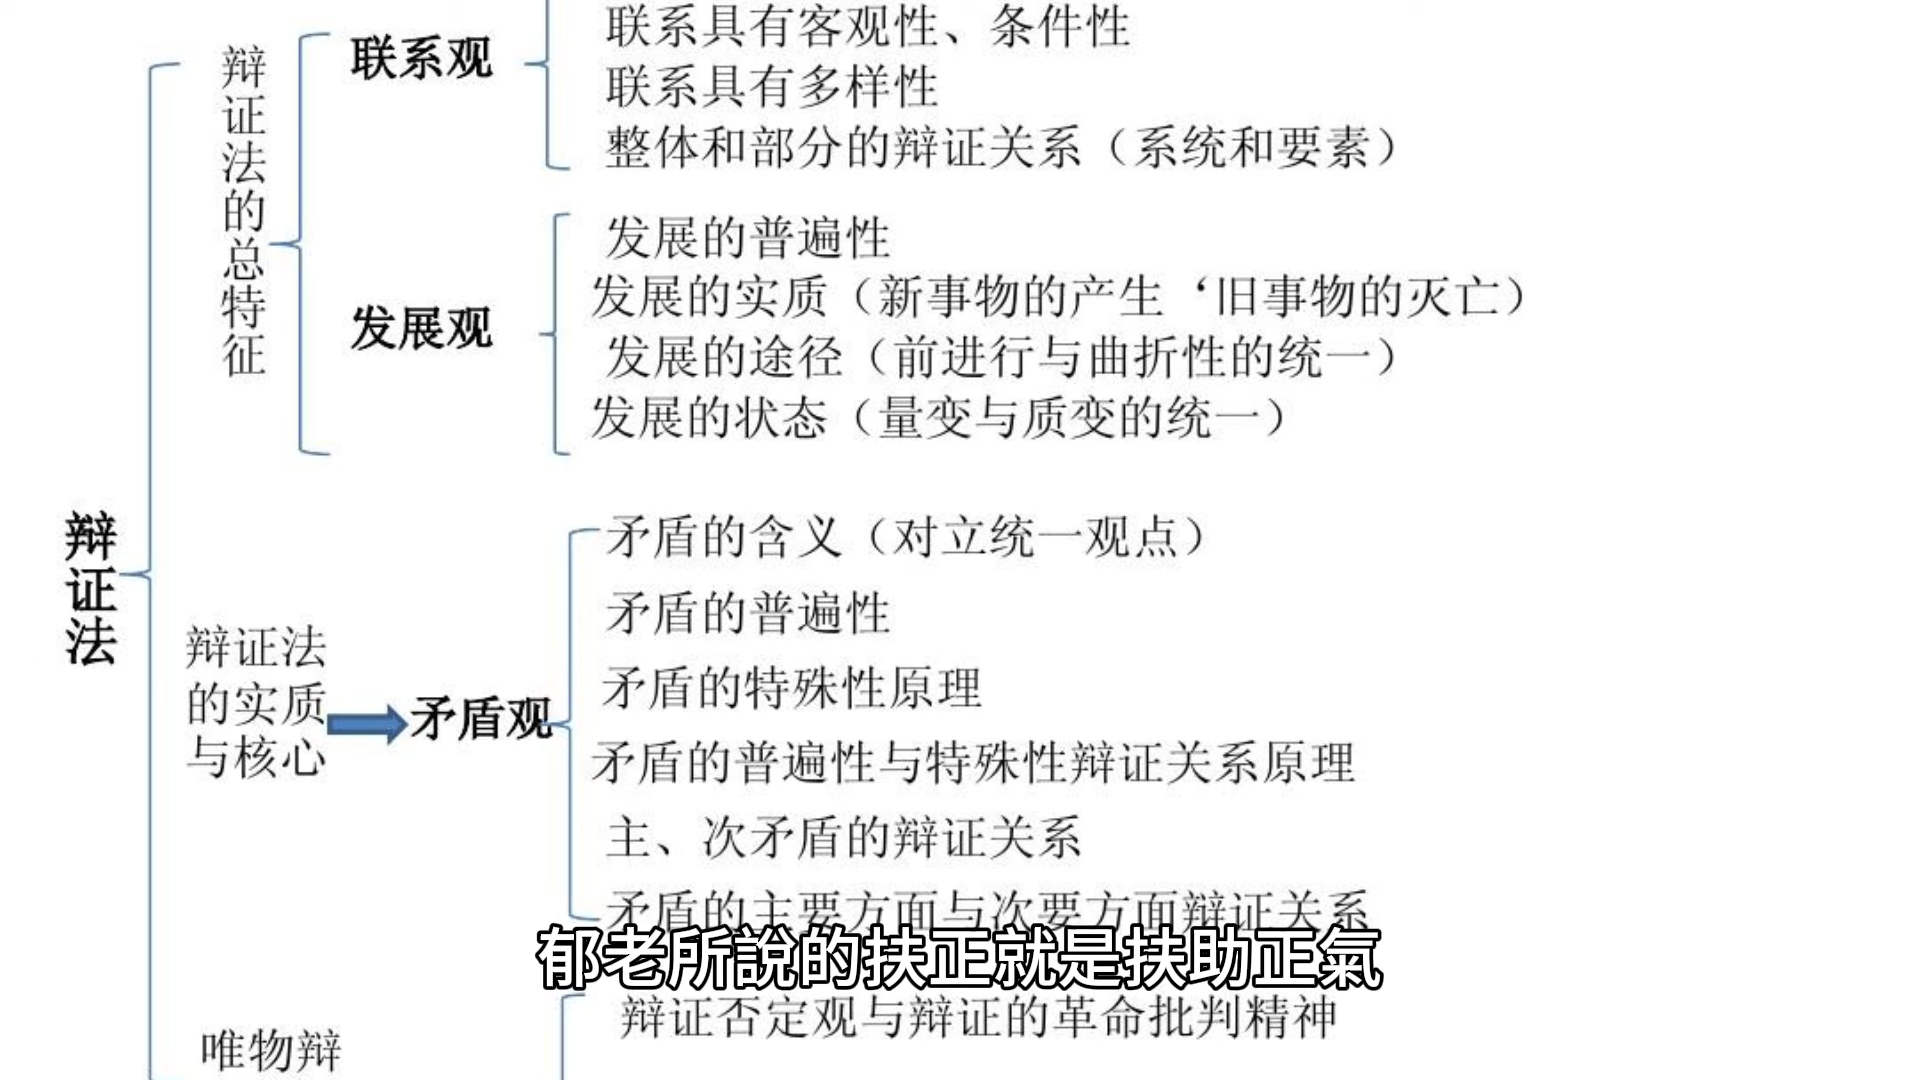 辩证法
辩证法的总特征
联系观
联系具有客观性、条件性
联系具有多样性
整体和部分的辩证关系（系统和要素）
发展观
发展的普遍性
发展的实质（新事物的产生‘旧事物的灭亡）
发展的途径（前进行与曲折性的统一）
发展的状态（量变与质变的统一）
辩证法
的实质
与核心
矛盾观
矛盾的含义（对立统一观点）
矛盾的普遍性
矛盾的特殊性原理
矛盾的普遍性与特殊性辩证关系原理
主、次矛盾的辩证关系
矛盾的主要方面与次要方面辩证关系
郁老所說的扶正就是扶助正氣
唯物辩
辩证否定观与辩证的革命批判精神